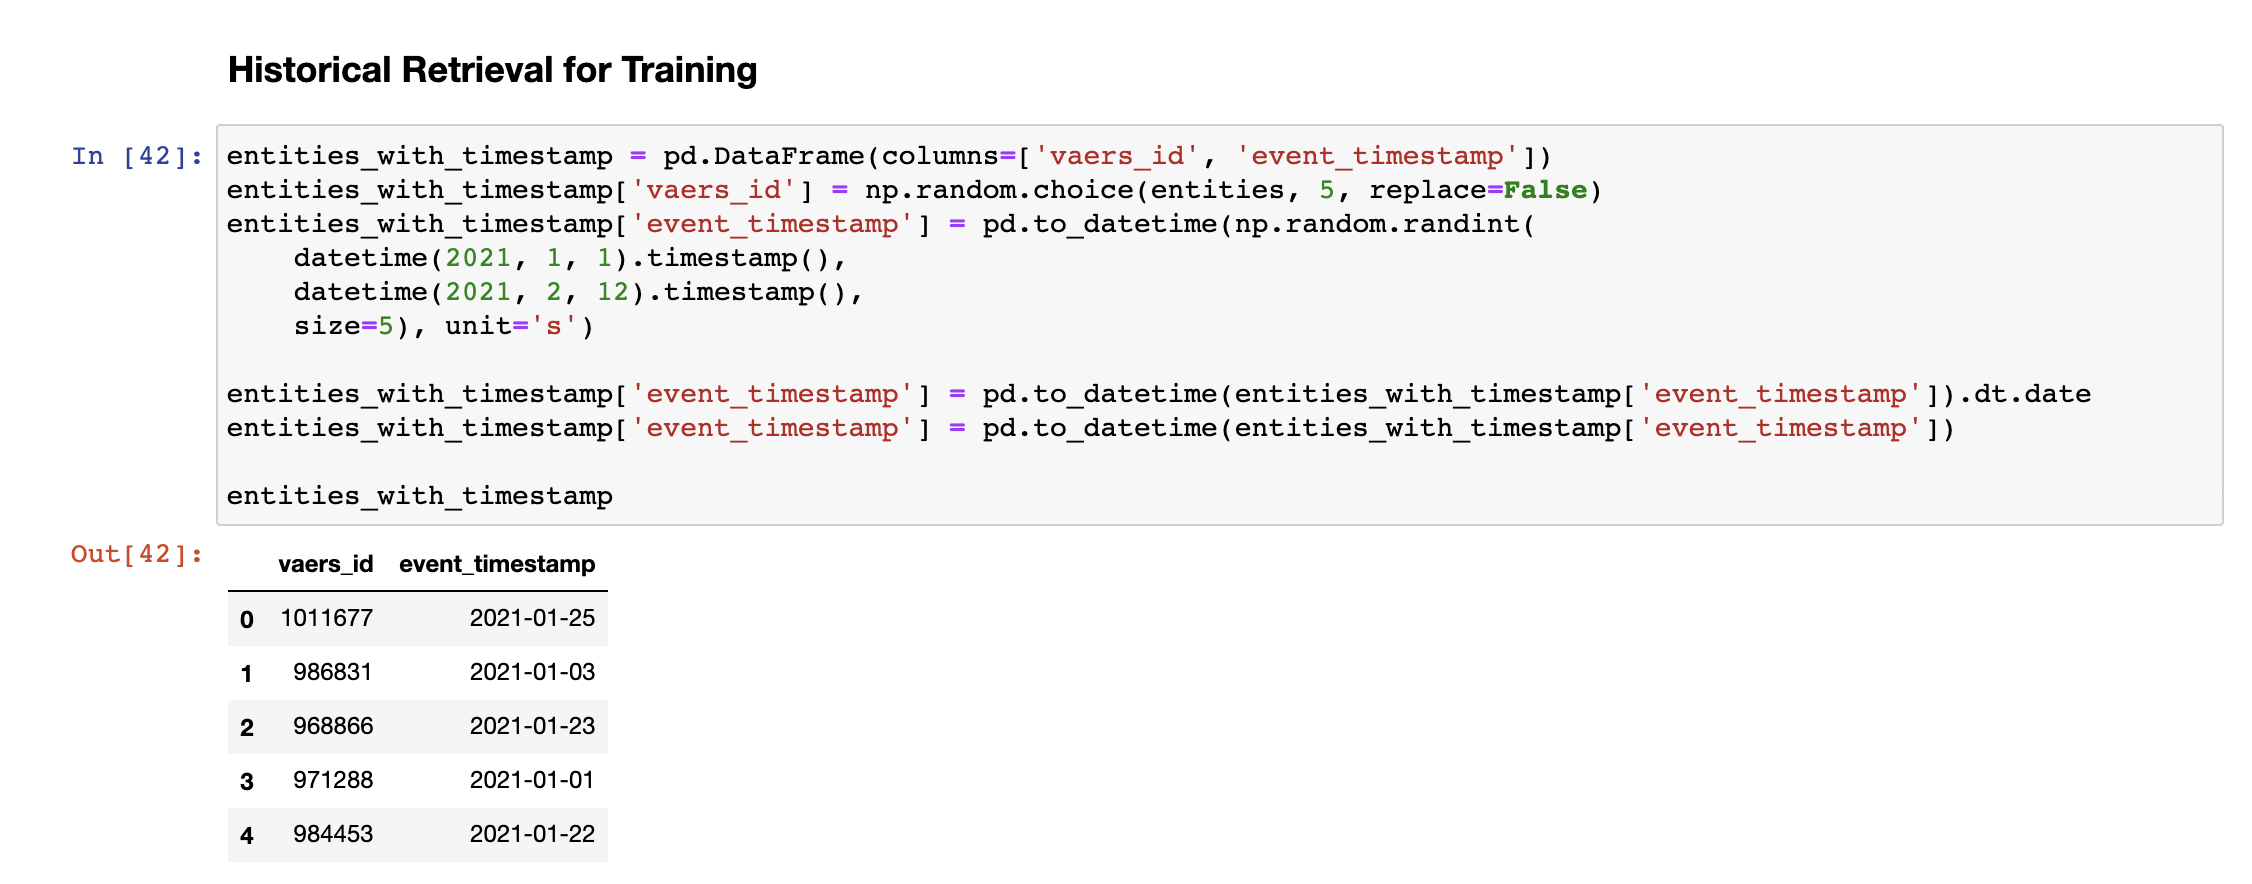 Historical Retrieval for Training
In [42]:
entities_with_timestamp = pd.DataFrame(columns=['vaers_id', 'event_timestamp'])
entities_with_timestamp['vaers_id'] = np.random.choice(entities, 5, replace=False)
entities_with_timestamp['event_timestamp'] = pd.to_datetime(np.random.randint(
    datetime(2021, 1, 1).timestamp(),
    datetime(2021, 2, 12).timestamp(),
    size=5), unit='s')
entities_with_timestamp['event_timestamp'] = pd.to_datetime(entities_with_timestamp['event_timestamp']).dt.date
entities_with_timestamp['event_timestamp'] = pd.to_datetime(entities_with_timestamp['event_timestamp'])
entities_with_timestamp
Out[42]:
vaers_id event_timestamp
0 1011677 2021-01-25
1 986831 2021-01-03
2 968866 2021-01-23
3 971288 2021-01-01
4 984453 2021-01-22